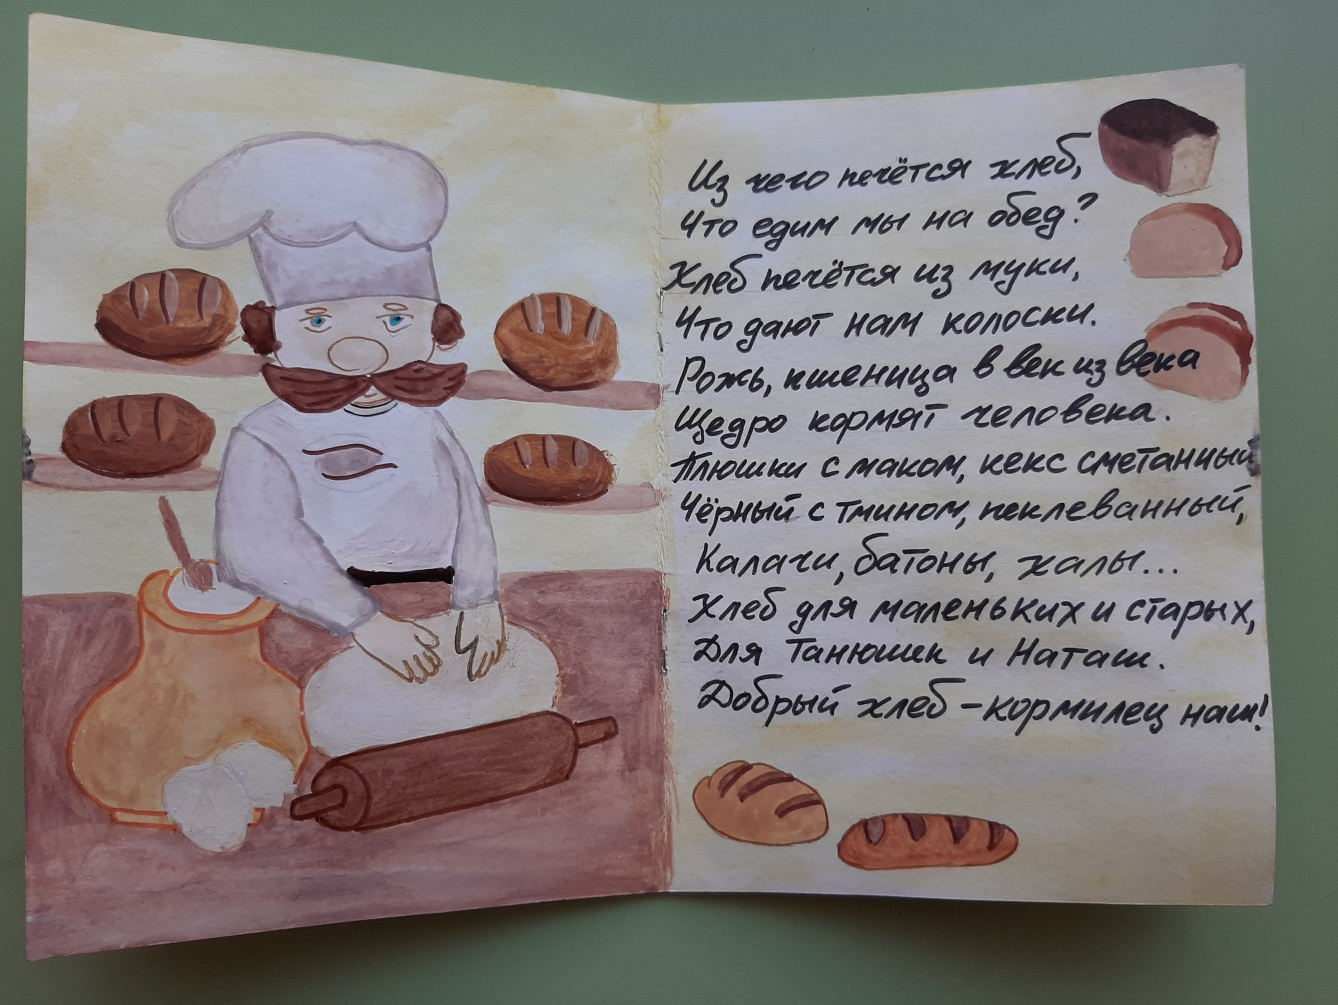 Из чего печётся хлеб,
Что едим мы на обед?
Хлеб печётся из муки,
Что дают нам колоски.
Рожь, пшеница в век из века
Щедро кормят человека.
Плюшки с маком, кекс сметанный
Чёрный с тмином, пеклеванный,
Калачи, батоны, халы...
Хлеб для маленьких и старых,
Для Танюшек и Наташ.
Добрый хлеб - кормилец наш!